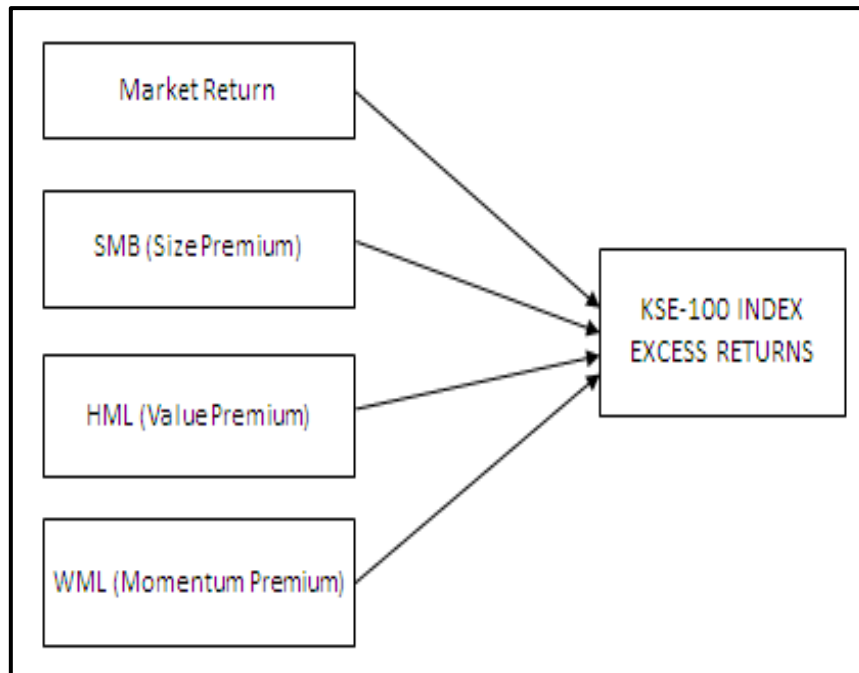 Market Return
SMB (Size Premium)
HML (Value Premium)
WML (Momentum Premium)
KSE-100 INDEX
EXCESS RETURNS